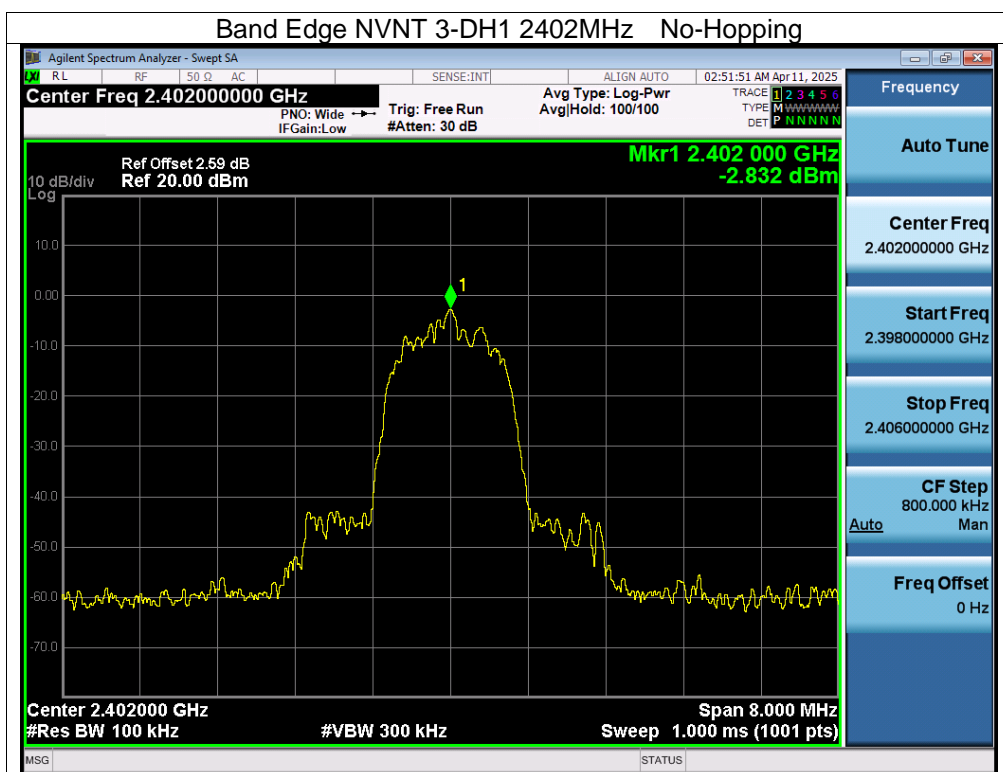 Band Edge NVNT 3-DH1 2402MHz No-Hopping
Agilent Spectrum Analyzer - Swept SA
LXI RL RF 50 Ω AC SENSE:INT ALIGN AUTO 02:51:51 AM Apr 11, 2025
Center Freq 2.402000000 GHz
PNO: Wide
IFGain:Low
Trig: Free Run
#Atten: 30 dB
Avg Type: Log-Pwr
Avg|Hold: 100/100
TRACE 1 2 3 4 5 6
TYPE M WWWWW
DET P N N N N N
Mkr1 2.402 000 GHz
-2.832 dBm
Ref Offset 2.59 dB
10 dB/div Ref 20.00 dBm
Log
10.0
1
0.00
-10.0
-20.0
-30.0
-40.0
-50.0
-60.0
-70.0
Center 2.402000 GHz Span 8.000 MHz
#Res BW 100 kHz #VBW 300 kHz Sweep 1.000 ms (1001 pts)
MSG STATUS
Frequency
Auto Tune
Center Freq
2.402000000 GHz
Start Freq
2.398000000 GHz
Stop Freq
2.406000000 GHz
CF Step
800.000 kHz
Auto Man
Freq Offset
0 Hz